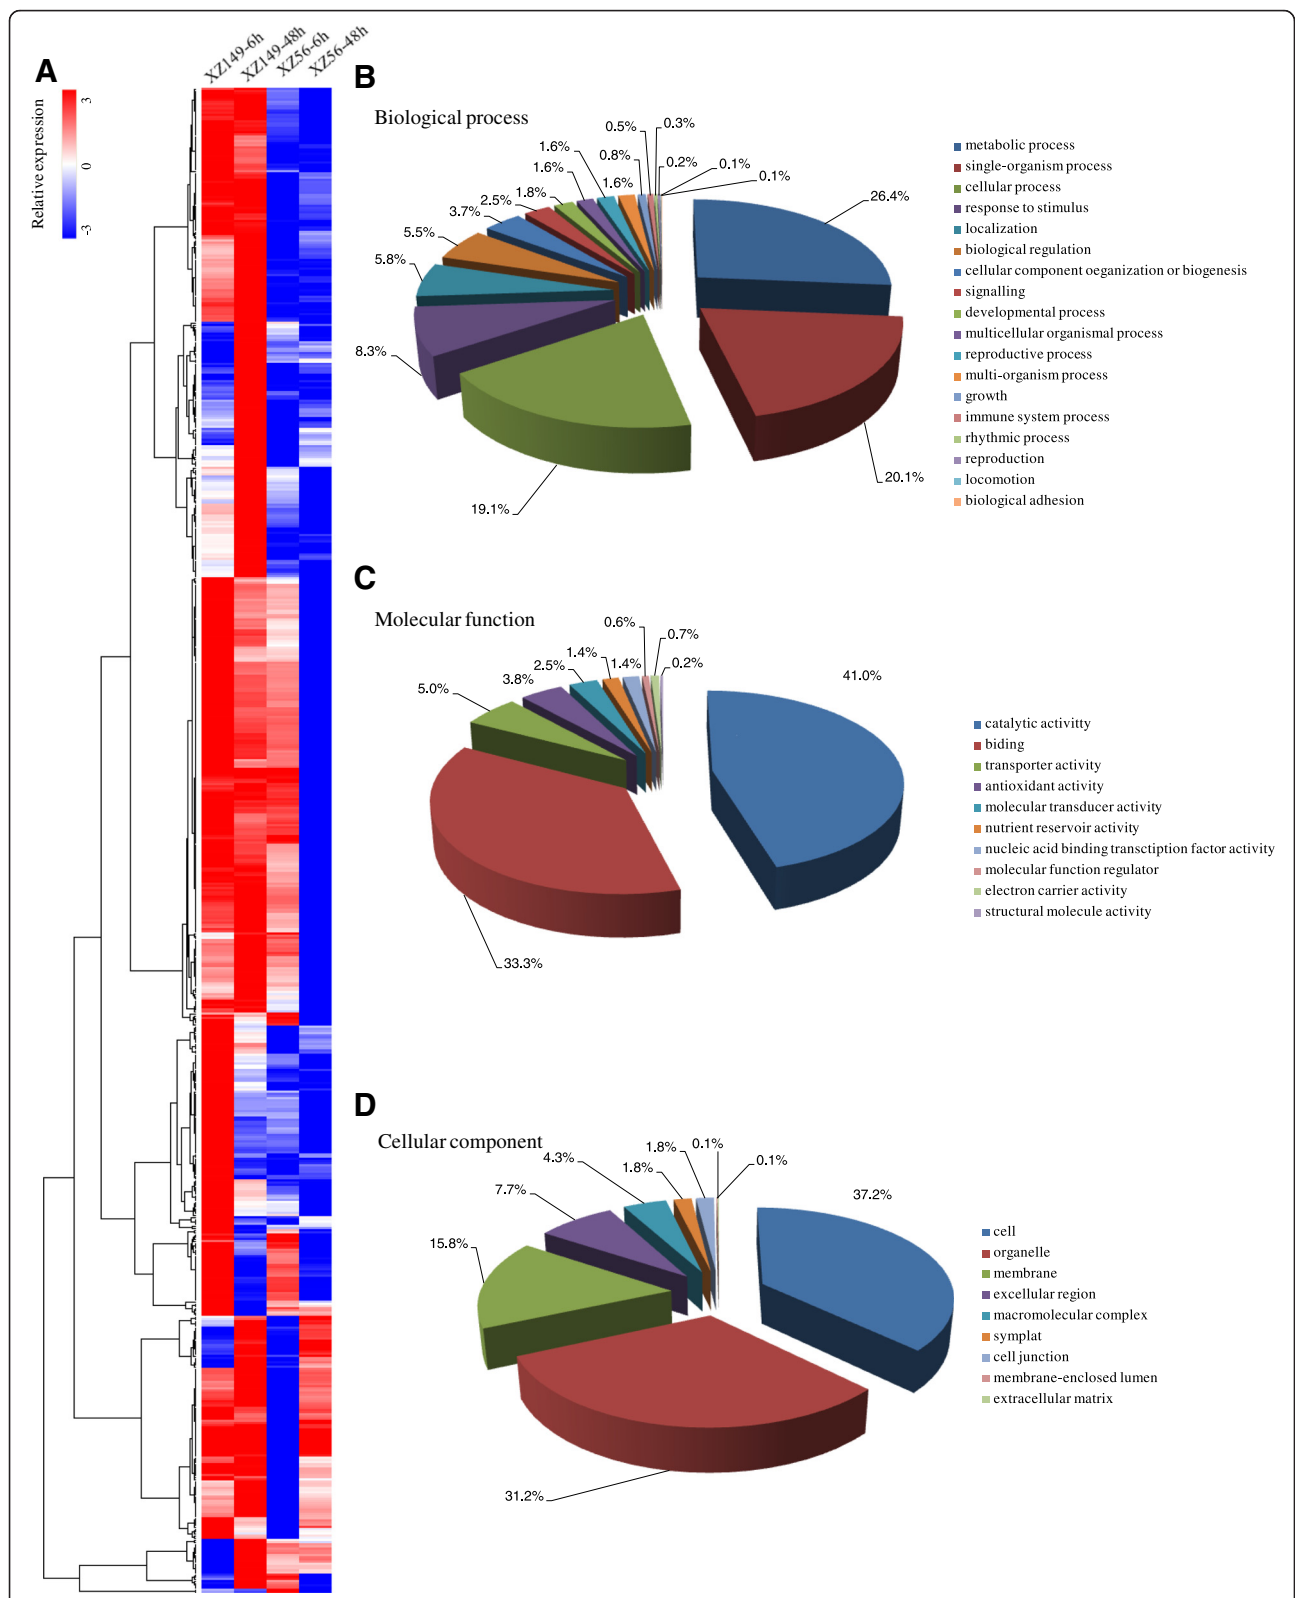 A
XZ149-6h
XZ149-48h
XZ56-6h
XZ56-48h
Relative expression
3
0
-3
B
Biological process
26.4%
20.1%
19.1%
8.3%
5.8%
5.5%
3.7%
2.5%
1.8%
1.6%
1.6%
1.6%
0.8%
0.5%
0.3%
0.2%
0.1%
0.1%
metabolic process
single-organism process
cellular process
response to stimulus
localization
biological regulation
cellular component oeganization or biogenesis
signalling
developmental process
multicellular organismal process
reproductive process
multi-organism process
growth
immune system process
rhythmic process
reproduction
locomotion
biological adhesion
C
Molecular function
41.0%
33.3%
5.0%
3.8%
2.5%
1.4%
1.4%
0.6%
0.7%
0.2%
catalytic activitty
biding
transporter activity
antioxidant activity
molecular transducer activity
nutrient reservoir activity
nucleic acid binding transctiption factor activity
molecular function regulator
electron carrier activity
structural molecule activity
D
Cellular component
37.2%
31.2%
15.8%
7.7%
4.3%
1.8%
1.8%
0.1%
0.1%
cell
organelle
membrane
excellular region
macromolecular complex
symplat
cell junction
membrane-enclosed lumen
extracellular matrix